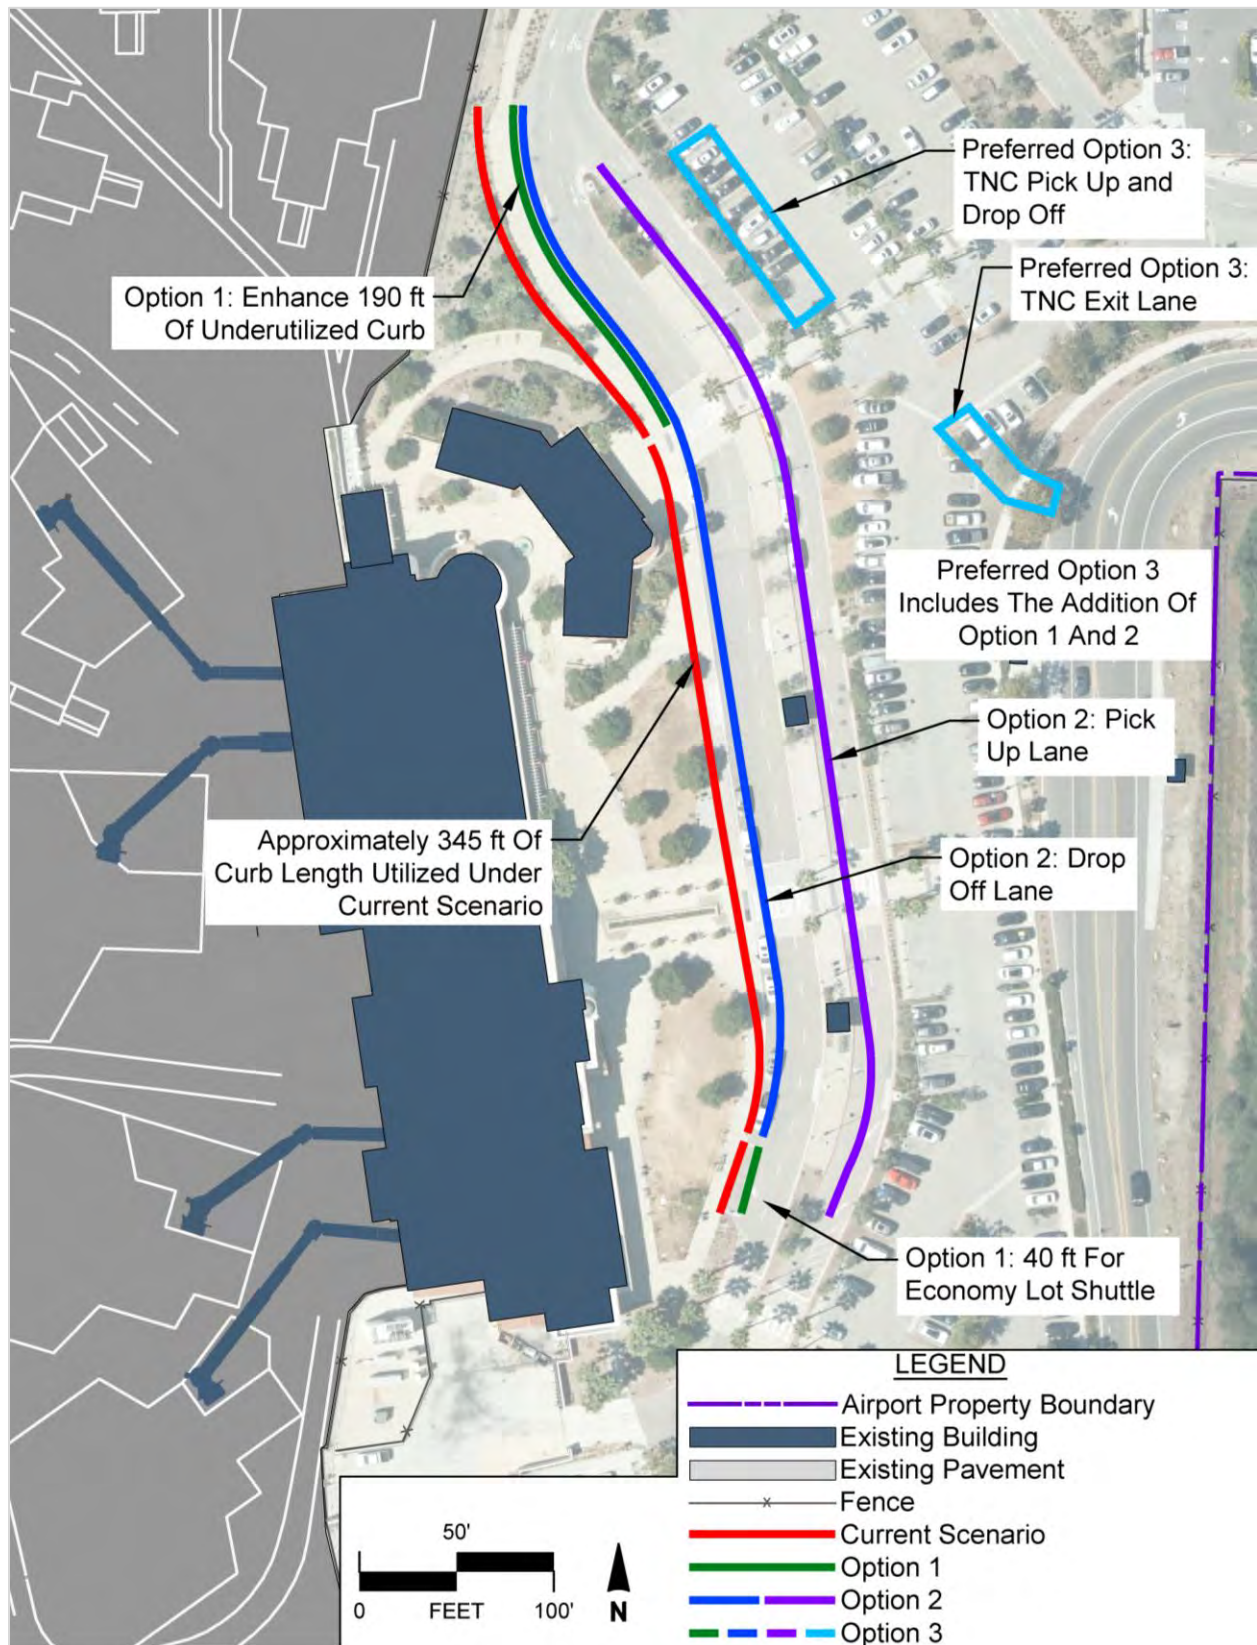 Preferred Option 3:
TNC Pick Up and
Drop Off
Preferred Option 3:
TNC Exit Lane
Option 1: Enhance 190 ft
Of Underutilized Curb
Preferred Option 3
Includes The Addition Of
Option 1 And 2
Option 2: Pick
Up Lane
Approximately 345 ft Of
Curb Length Utilized Under
Current Scenario
Option 2: Drop
Off Lane
Option 1: 40 ft For
Economy Lot Shuttle
LEGEND
Airport Property Boundary
Existing Building
Existing Pavement
Fence
Current Scenario
Option 1
Option 2
Option 3
50'
0 FEET 100'
N